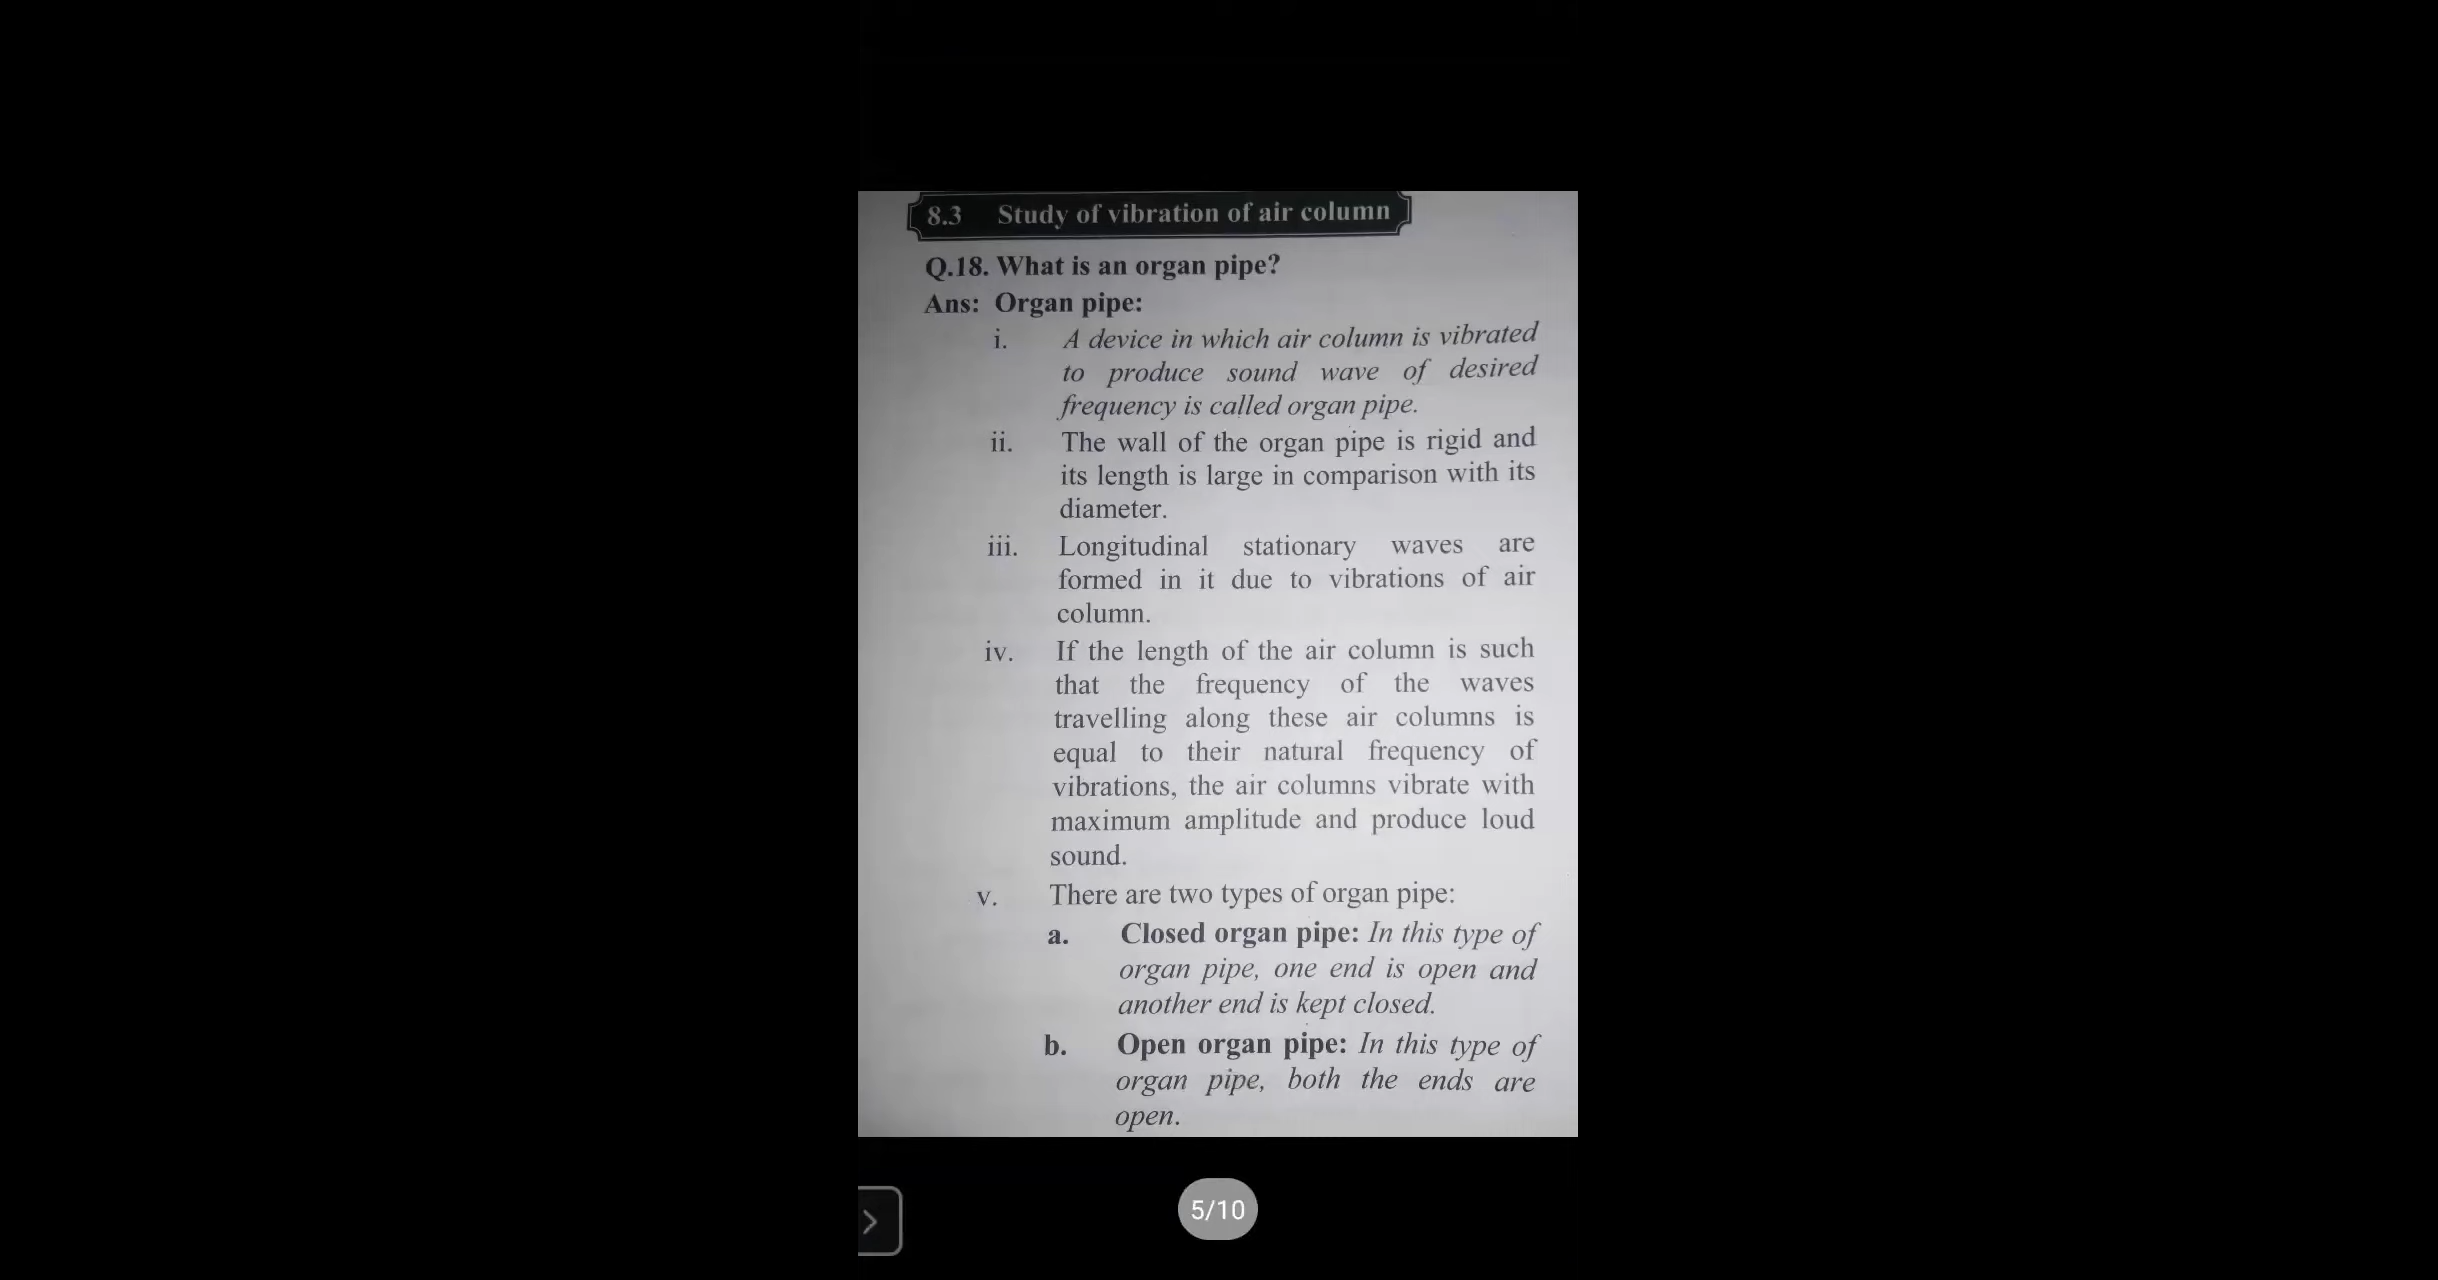 8.3 Study of vibration of air column
Q.18. What is an organ pipe?
Ans: Organ pipe:
i. A device in which air column is vibrated
to produce sound wave of desired
frequency is called organ pipe.
ii. The wall of the organ pipe is rigid and
its length is large in comparison with its
diameter.
iii. Longitudinal stationary waves are
formed in it due to vibrations of air
column.
iv. If the length of the air column is such
that the frequency of the waves
travelling along these air columns is
equal to their natural frequency of
vibrations, the air columns vibrate with
maximum amplitude and produce loud
sound.
v. There are two types of organ pipe:
a. Closed organ pipe: In this type of
organ pipe, one end is open and
another end is kept closed.
b. Open organ pipe: In this type of
organ pipe, both the ends are
open.
5/10